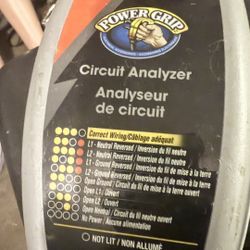 POWER GRIP
Circuit Analyzer
Analyseur
de circuit
Correct Wiring/Câblage adéquat
L1 - Neutral Reversed / Inversion du fil neutre
L2 - Neutral Reversed / Inversion du fil neutre
L1 - Ground Reversed / Inversion du fil de mise à la terre
L2 - Ground Reversed / Inversion du fil de mise à la terre
Open Ground / Circuit du fil de mise à la terre ouvert
Open L1 / Ouvert
Open L2 / Ouvert
Open Neutral / Circuit du fil neutre ouvert
No Power / Aucune alimentation
NOT LIT / NON ALLUMÉ